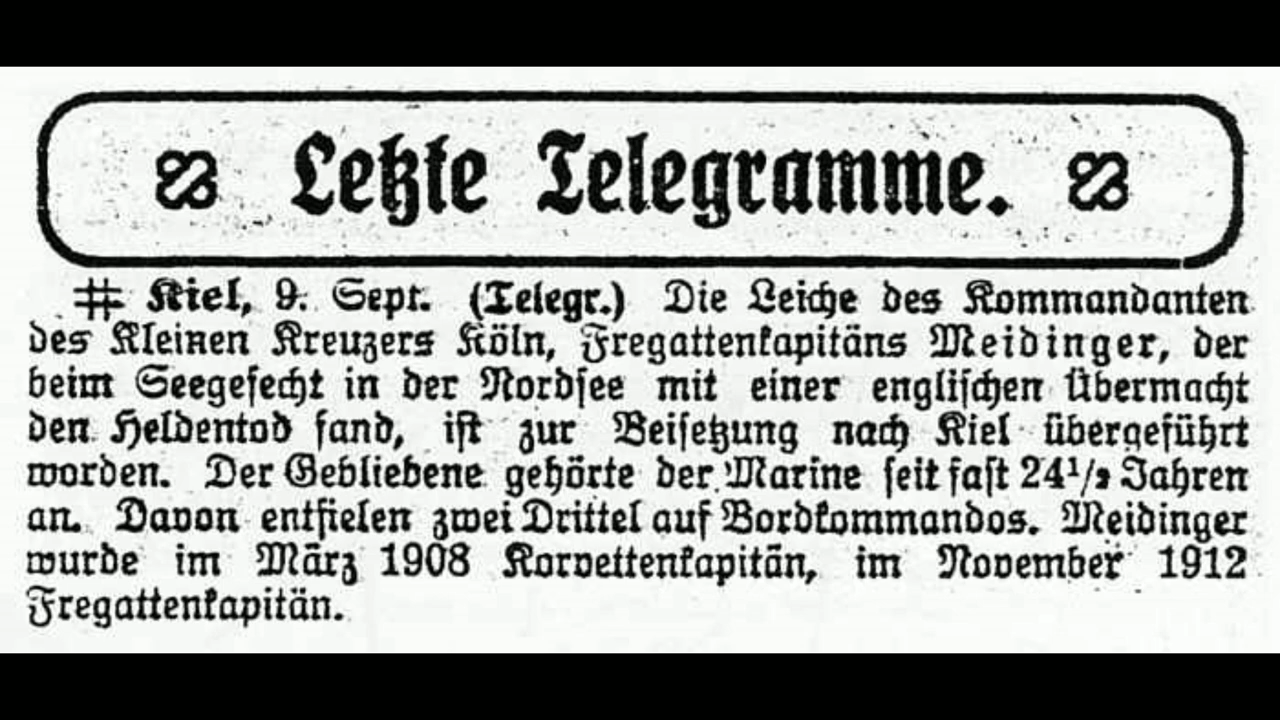 Letzte Telegramme.
# Kiel, 9. Sept. (Telegr.) Die Leiche des Kommandanten
des Kleinen Kreuzers Köln, Fregattenkapitäns Meidinger, der
beim Seegefecht in der Nordsee mit einer englischen Übermacht
den Heldentod fand, ist zur Beisetzung nach Kiel übergeführt
worden. Der Gebliebene gehörte der Marine seit fast 24¹/₂ Jahren
an. Davon entfielen zwei Drittel auf Bordkommandos. Meidinger
wurde im März 1908 Korvettenkapitän, im November 1912
Fregattenkapitän.